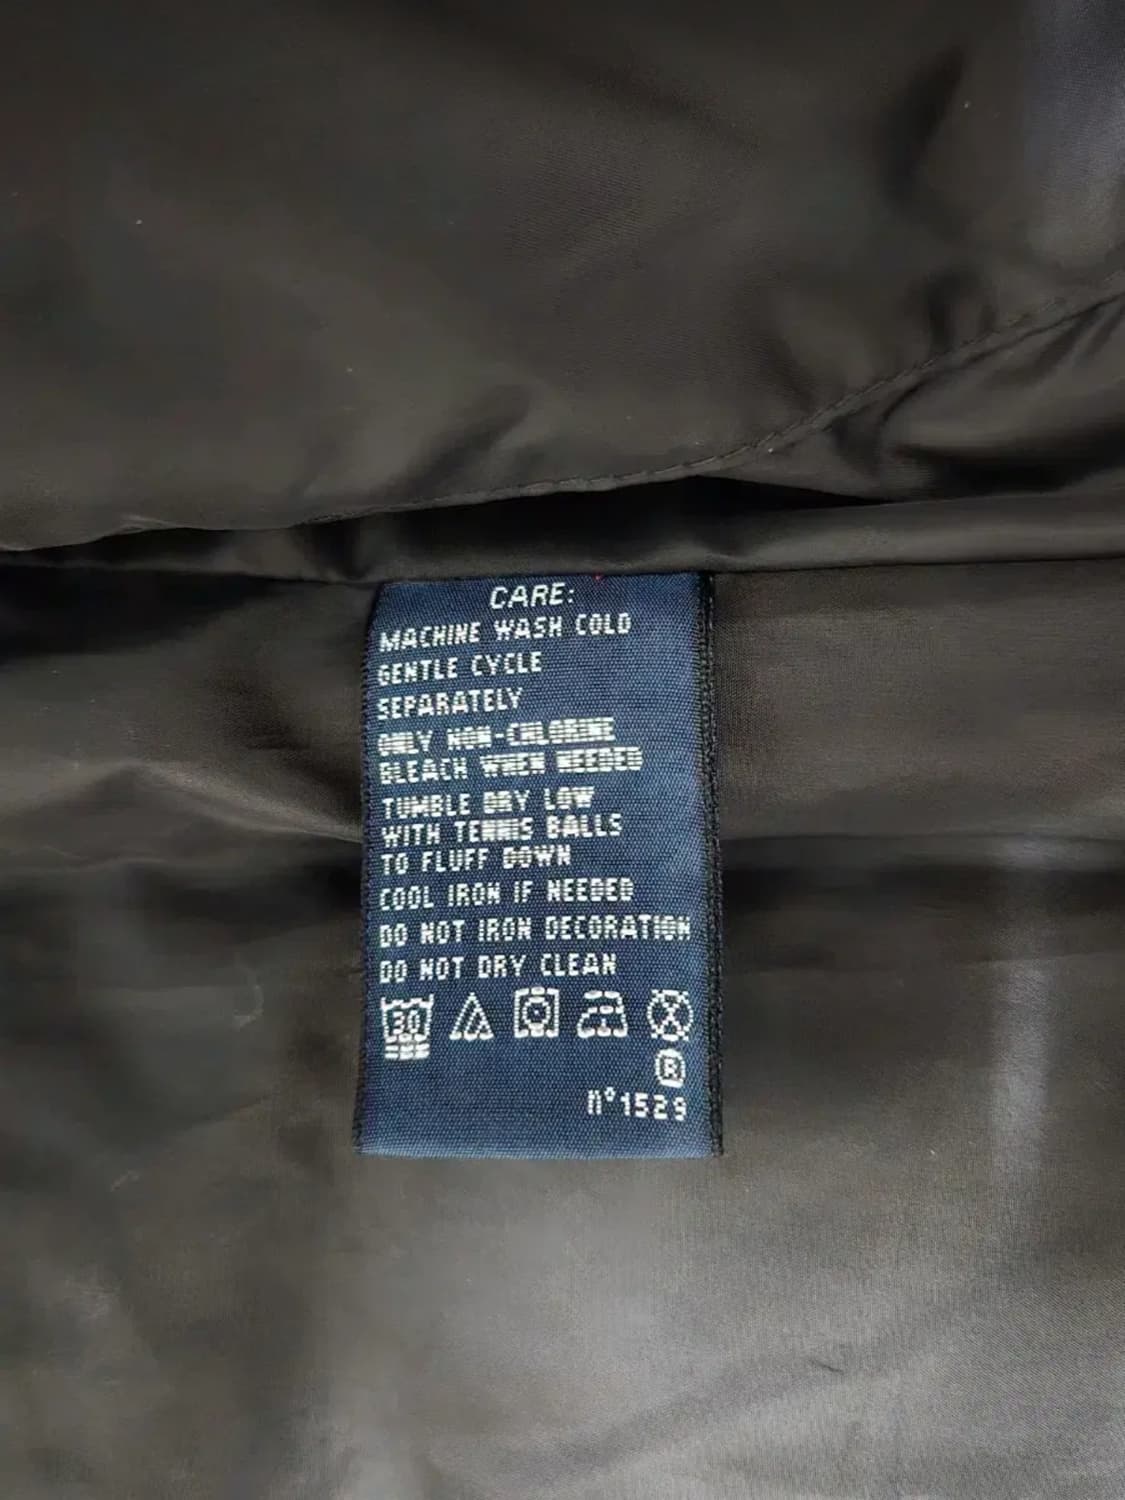 CARE:
MACHINE WASH COLD
GENTLE CYCLE
SEPARATELY
ONLY NON-CHLORINE
BLEACH WHEN NEEDED
TUMBLE DRY LOW
WITH TENNIS BALLS
TO FLUFF DOWN
COOL IRON IF NEEDED
DO NOT IRON DECORATION
DO NOT DRY CLEAN
30
®
n°1529